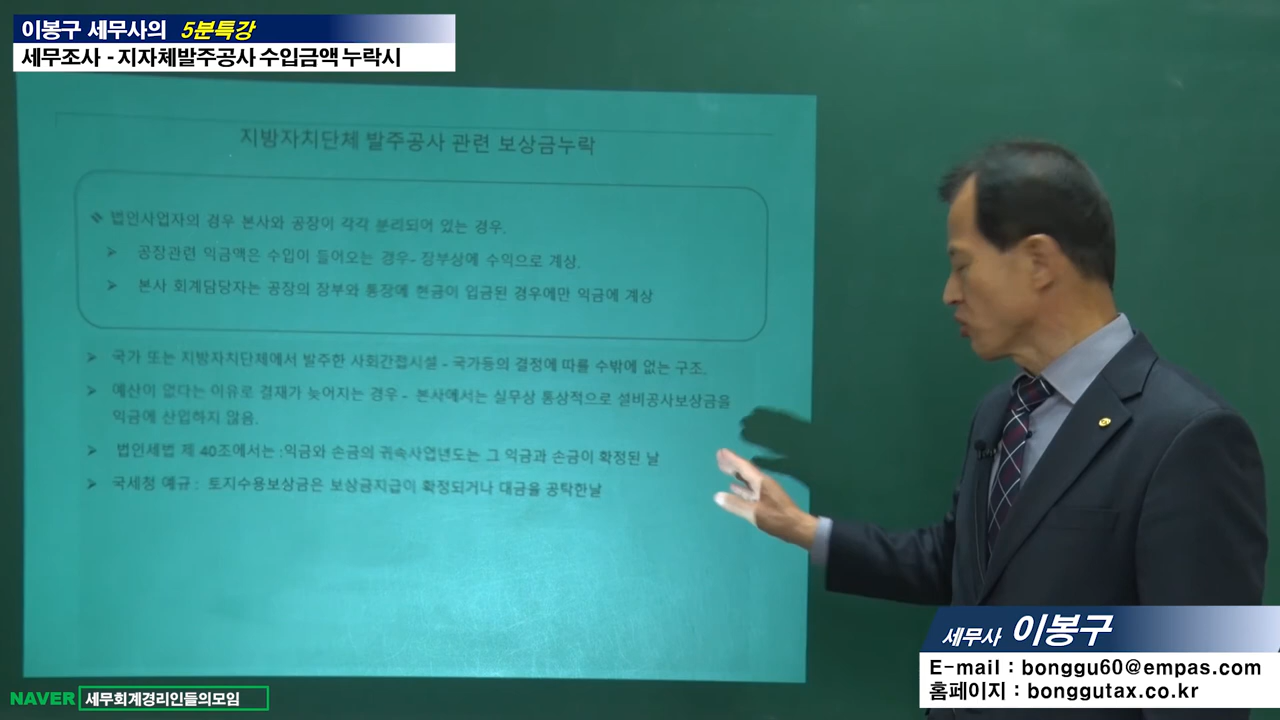 이봉구 세무사의 5분특강
세무조사 - 지자체발주공사 수입금액 누락시
지방자치단체 발주공사 관련 보상금누락
❖ 법인사업자의 경우 본사와 공장이 각각 분리되어 있는 경우.
➢ 공장관련 익금액은 수입이 들어오는 경우- 장부상에 수익으로 계상.
➢ 본사 회계담당자는 공장의 장부와 통장에 현금이 입금된 경우에만 익금에 계상
➢ 국가 또는 지방자치단체에서 발주한 사회간접시설 – 국가등의 결정에 따를 수밖에 없는 구조.
➢ 예산이 없다는 이유로 결재가 늦어지는 경우 - 본사에서는 실무상 통상적으로 설비공사보상금을
익금에 산입하지 않음.
➢ 법인세법 제 40조에서는 :익금와 손금의 귀속사업년도는 그 익금과 손금이 확정된 날
➢ 국세청 예규 : 토지수용보상금은 보상금지급이 확정되거나 대금을 공탁한날
세무사 이봉구
E-mail : bonggu60@empas.com
홈페이지 : bonggutax.co.kr
NAVER 세무회계경리인들의모임